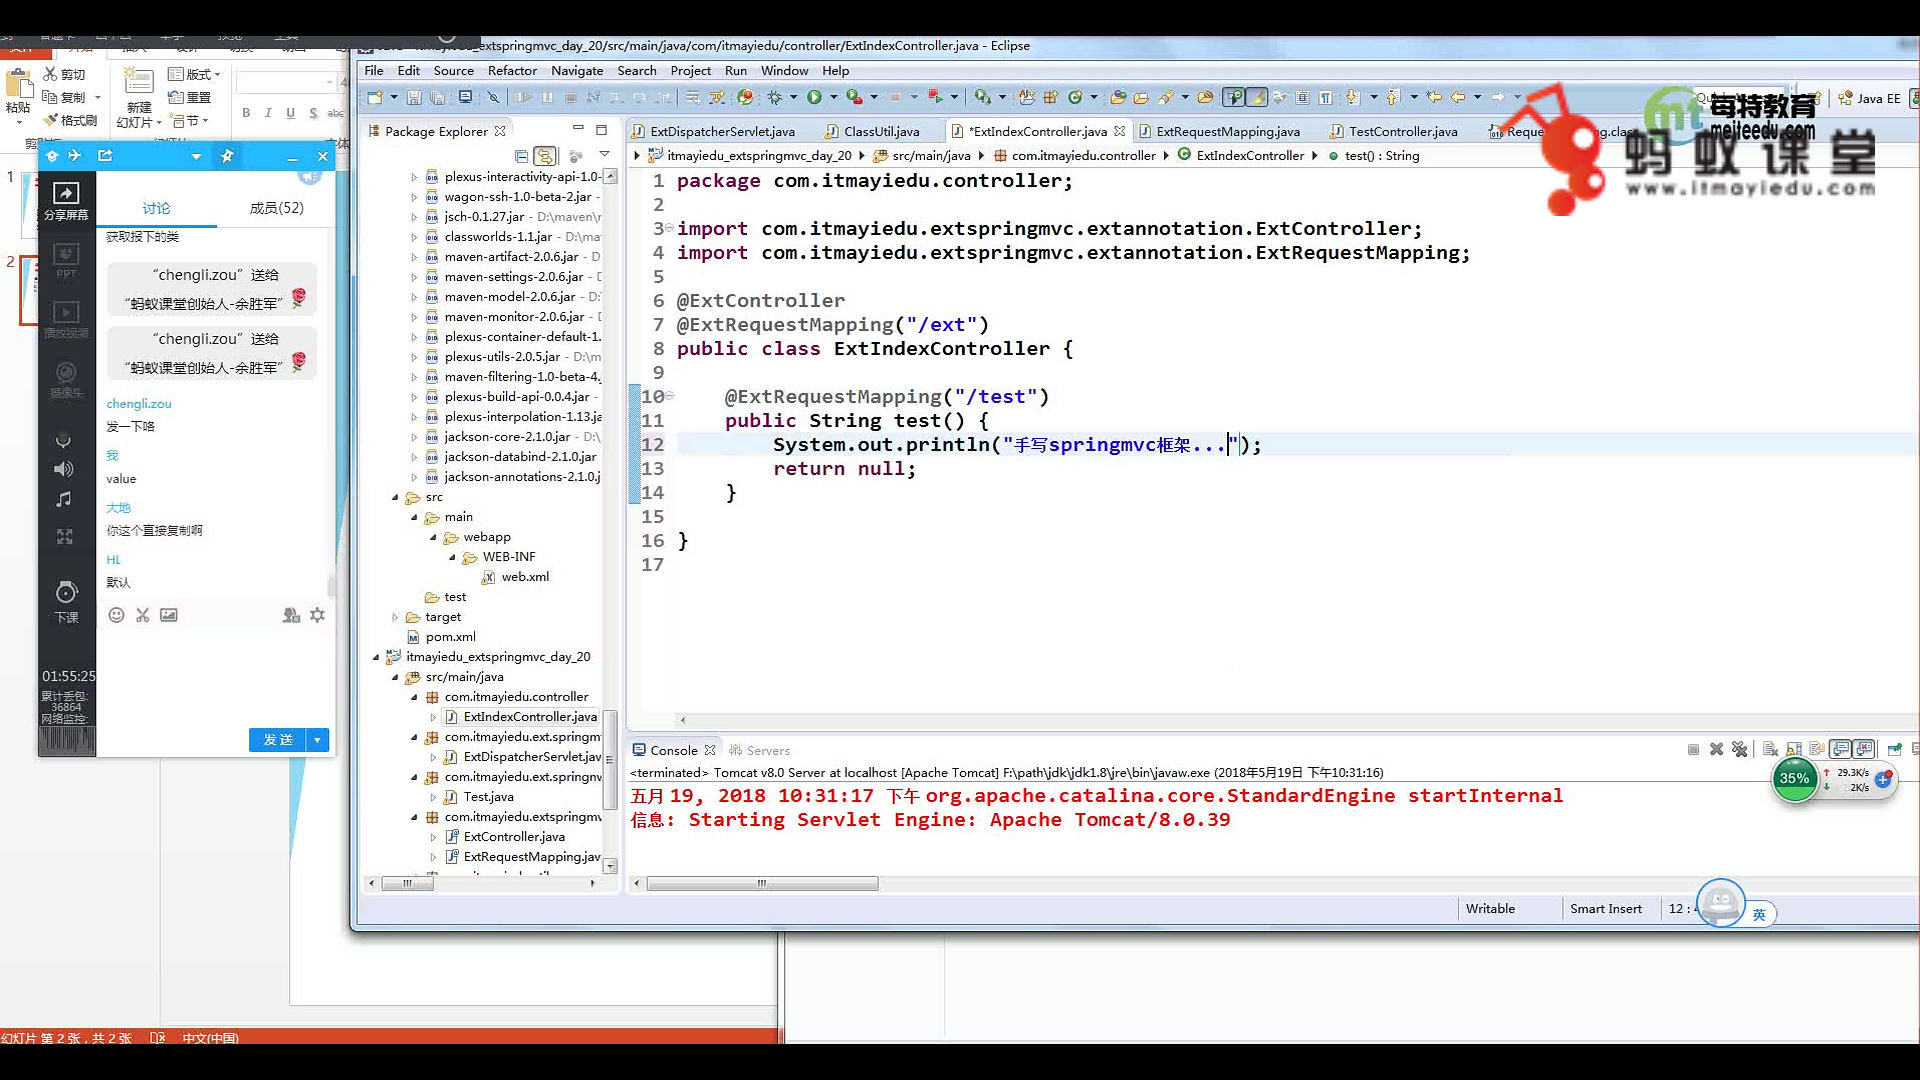 itmayiedu_extspringmvc_day_20/src/main/java/com/itmayiedu/controller/ExtIndexController.java - Eclipse
File Edit Source Refactor Navigate Search Project Run Window Help
剪切
版式
粘贴
复制
新建
重置
幻灯片
格式刷
节
B I U S abc
Java EE
每特教育
meiteedu.com
蚂蚁课堂
www.itmayiedu.com
Package Explorer
ExtDispatcherServlet.java
ClassUtil.java
*ExtIndexController.java
ExtRequestMapping.java
TestController.java
itmayiedu_extspringmvc_day_20
src/main/java
com.itmayiedu.controller
ExtIndexController
test() : String
1
2
分享屏幕
讨论
成员(52)
获取报下的类
PPT
“chengli.zou” 送给
“蚂蚁课堂创始人-余胜军”
播放视频
“chengli.zou” 送给
“蚂蚁课堂创始人-余胜军”
摄像头
chengli.zou
发一下咯
我
value
大地
你这个直接复制啊
HL
默认
下课
01:55:25
累计丢包:
36864
网络监控:
发送
plexus-interactivity-api-1.0-
wagon-ssh-1.0-beta-2.jar -
jsch-0.1.27.jar - D:\maven\r
classworlds-1.1.jar - D:\ma
maven-artifact-2.0.6.jar - D
maven-settings-2.0.6.jar - D
maven-model-2.0.6.jar - D:
maven-monitor-2.0.6.jar - D
plexus-container-default-1.
plexus-utils-2.0.5.jar - D:\m
maven-filtering-1.0-beta-4.
plexus-build-api-0.0.4.jar -
plexus-interpolation-1.13.ja
jackson-core-2.1.0.jar - D:\
jackson-databind-2.1.0.jar
jackson-annotations-2.1.0.j
src
main
webapp
WEB-INF
web.xml
test
target
pom.xml
itmayiedu_extspringmvc_day_20
src/main/java
com.itmayiedu.controller
ExtIndexController.java
com.itmayiedu.ext.springm
ExtDispatcherServlet.jav
com.itmayiedu.ext.springm
Test.java
com.itmayiedu.extspringmv
ExtController.java
ExtRequestMapping.jav
1 package com.itmayiedu.controller;
2
3 import com.itmayiedu.extspringmvc.extannotation.ExtController;
4 import com.itmayiedu.extspringmvc.extannotation.ExtRequestMapping;
5
6 @ExtController
7 @ExtRequestMapping("/ext")
8 public class ExtIndexController {
9
10 @ExtRequestMapping("/test")
11 public String test() {
12 System.out.println("手写springmvc框架...");
13 return null;
14 }
15
16 }
17
Console
Servers
<terminated> Tomcat v8.0 Server at localhost [Apache Tomcat] F:\path\jdk\jdk1.8\jre\bin\javaw.exe (2018年5月19日 下午10:31:16)
五月 19, 2018 10:31:17 下午 org.apache.catalina.core.StandardEngine startInternal
信息: Starting Servlet Engine: Apache Tomcat/8.0.39
35%
29.3K/s
2K/s
Writable
Smart Insert
12 :
英
幻灯片 第 2 张，共 2 张
中文(中国)